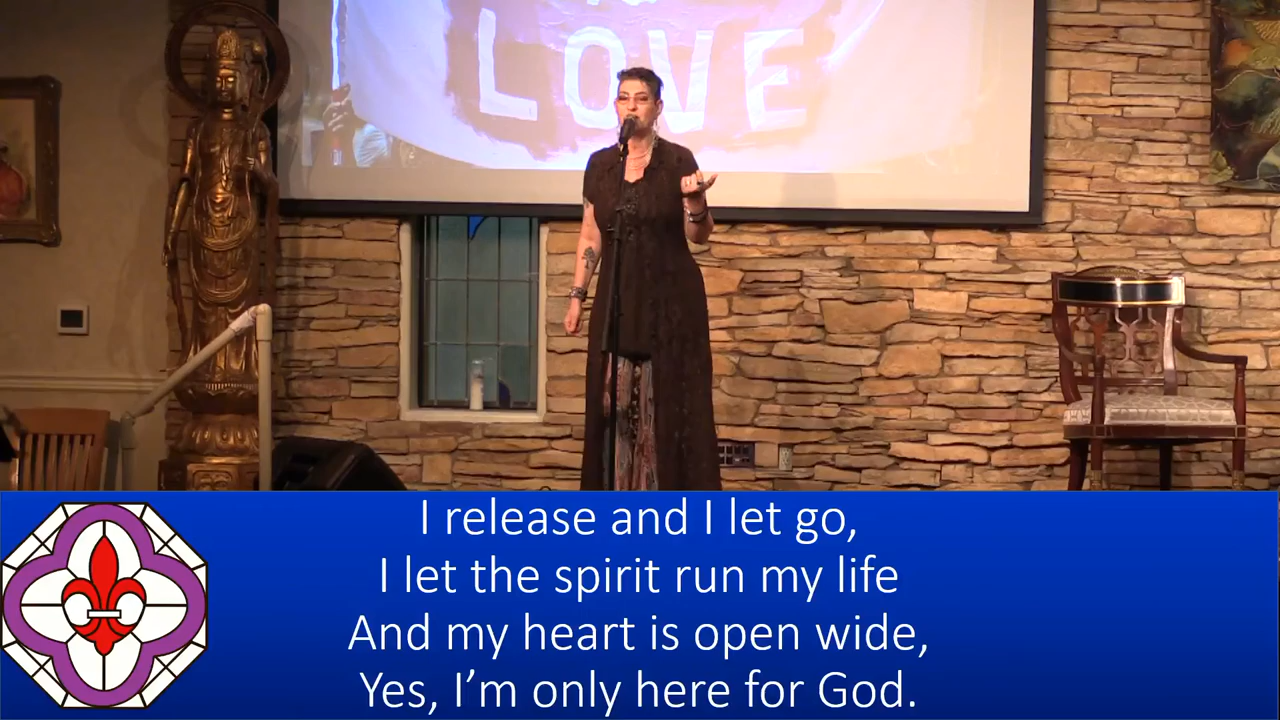 LOVE
I release and I let go,
I let the spirit run my life
And my heart is open wide,
Yes, I'm only here for God.